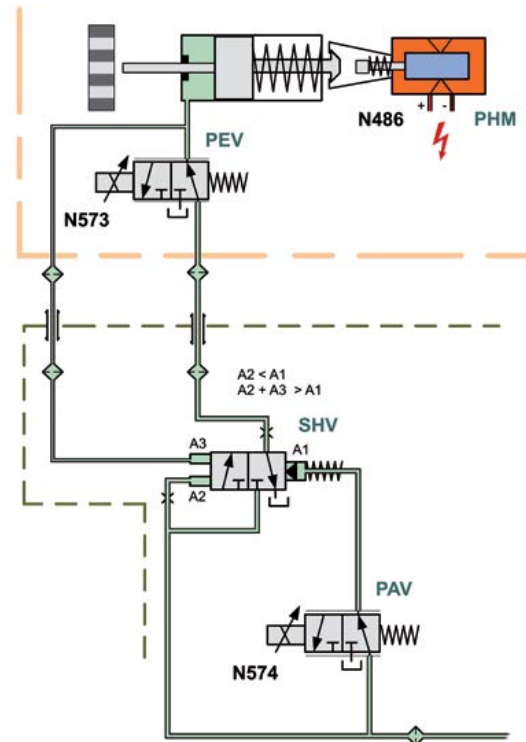 + -
N486
PHM
PEV
N573
A2 < A1
A2 + A3 > A1
SHV
A3
A1
A2
PAV
N574